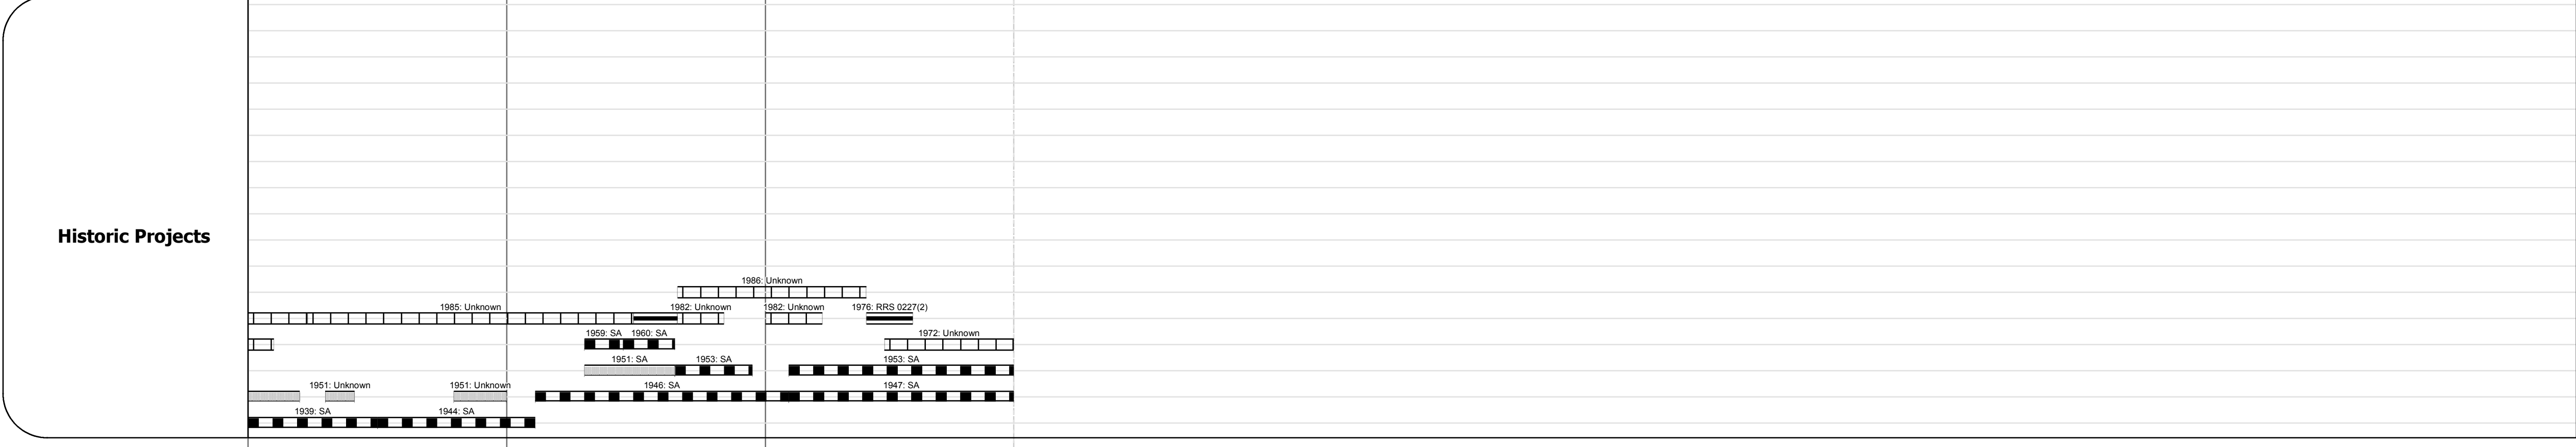 Historic Projects
1986: Unknown
1985: Unknown 1982: Unknown 1982: Unknown 1976: RRS 0227(2)
1959: SA 1960: SA 1972: Unknown
1951: SA 1953: SA 1953: SA
1951: Unknown 1951: Unknown 1946: SA 1947: SA
1939: SA 1944: SA